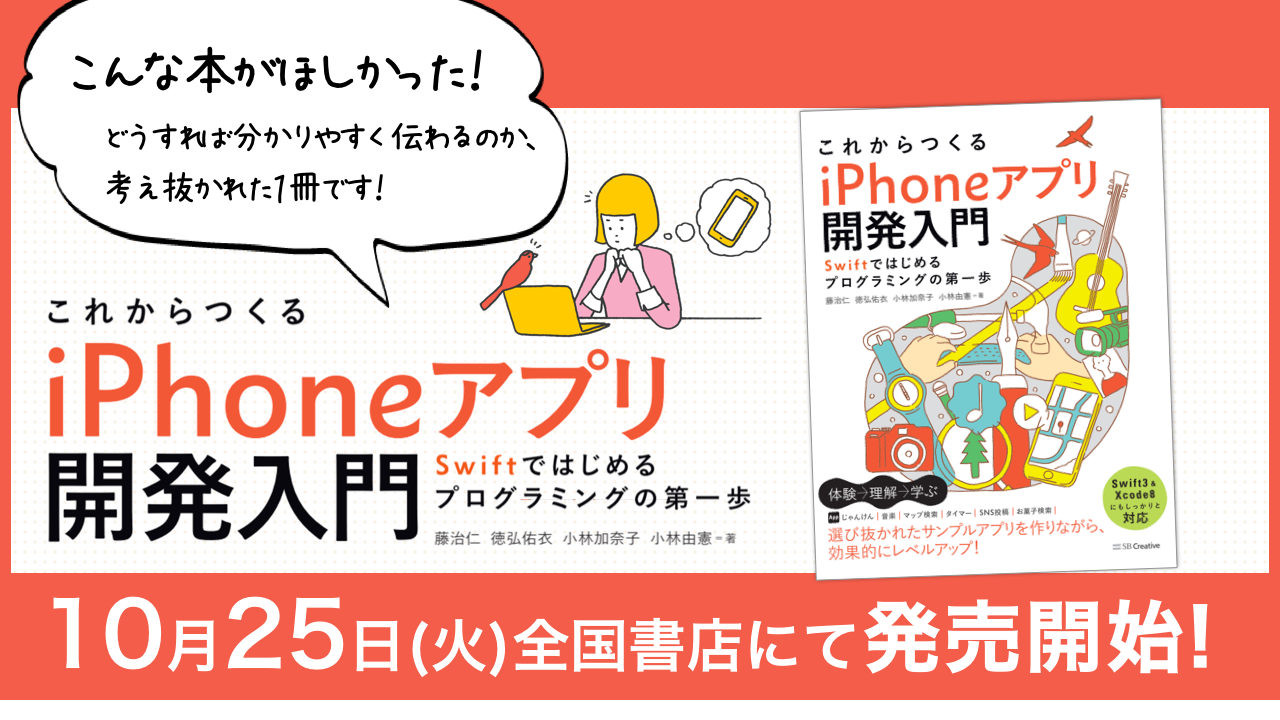 こんな本がほしかった!
どうすれば分かりやすく伝わるのか、
考え抜かれた1冊です!
これからつくる
iPhoneアプリ
開発入門
Swiftではじめる
プログラミングの第一歩
藤治仁 徳弘佑衣 小林加奈子 小林由憲=著
これからつくる
iPhoneアプリ
開発入門
Swiftではじめる
プログラミングの第一歩
藤治仁 徳弘佑衣 小林加奈子 小林由憲=著
体験→理解→学ぶ
App じゃんけん|音楽|マップ検索|タイマー|SNS投稿|お菓子検索|
選び抜かれたサンプルアプリを作りながら、
効果的にレベルアップ!
Swift3 &
Xcode8
にもしっかりと
対応
SB Creative
10月25日(火)全国書店にて発売開始!